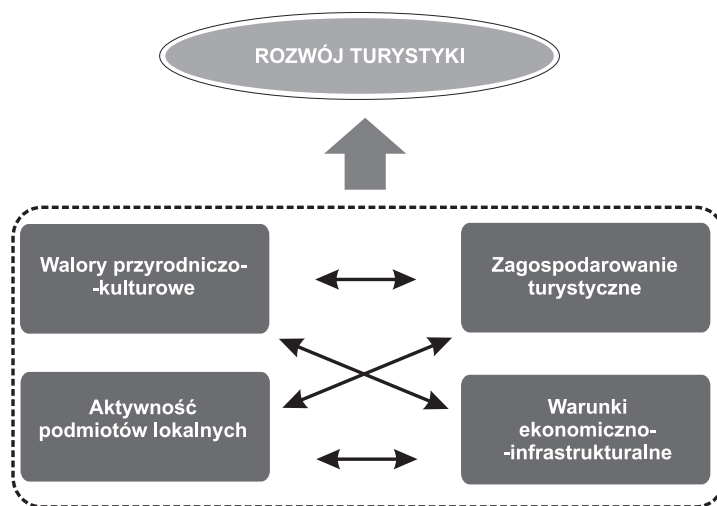 ROZWÓJ TURYSTYKI
Walory przyrodniczo-
-kulturowe
Zagospodarowanie
turystyczne
Aktywność
podmiotów lokalnych
Warunki
ekonomiczno-
-infrastrukturalne